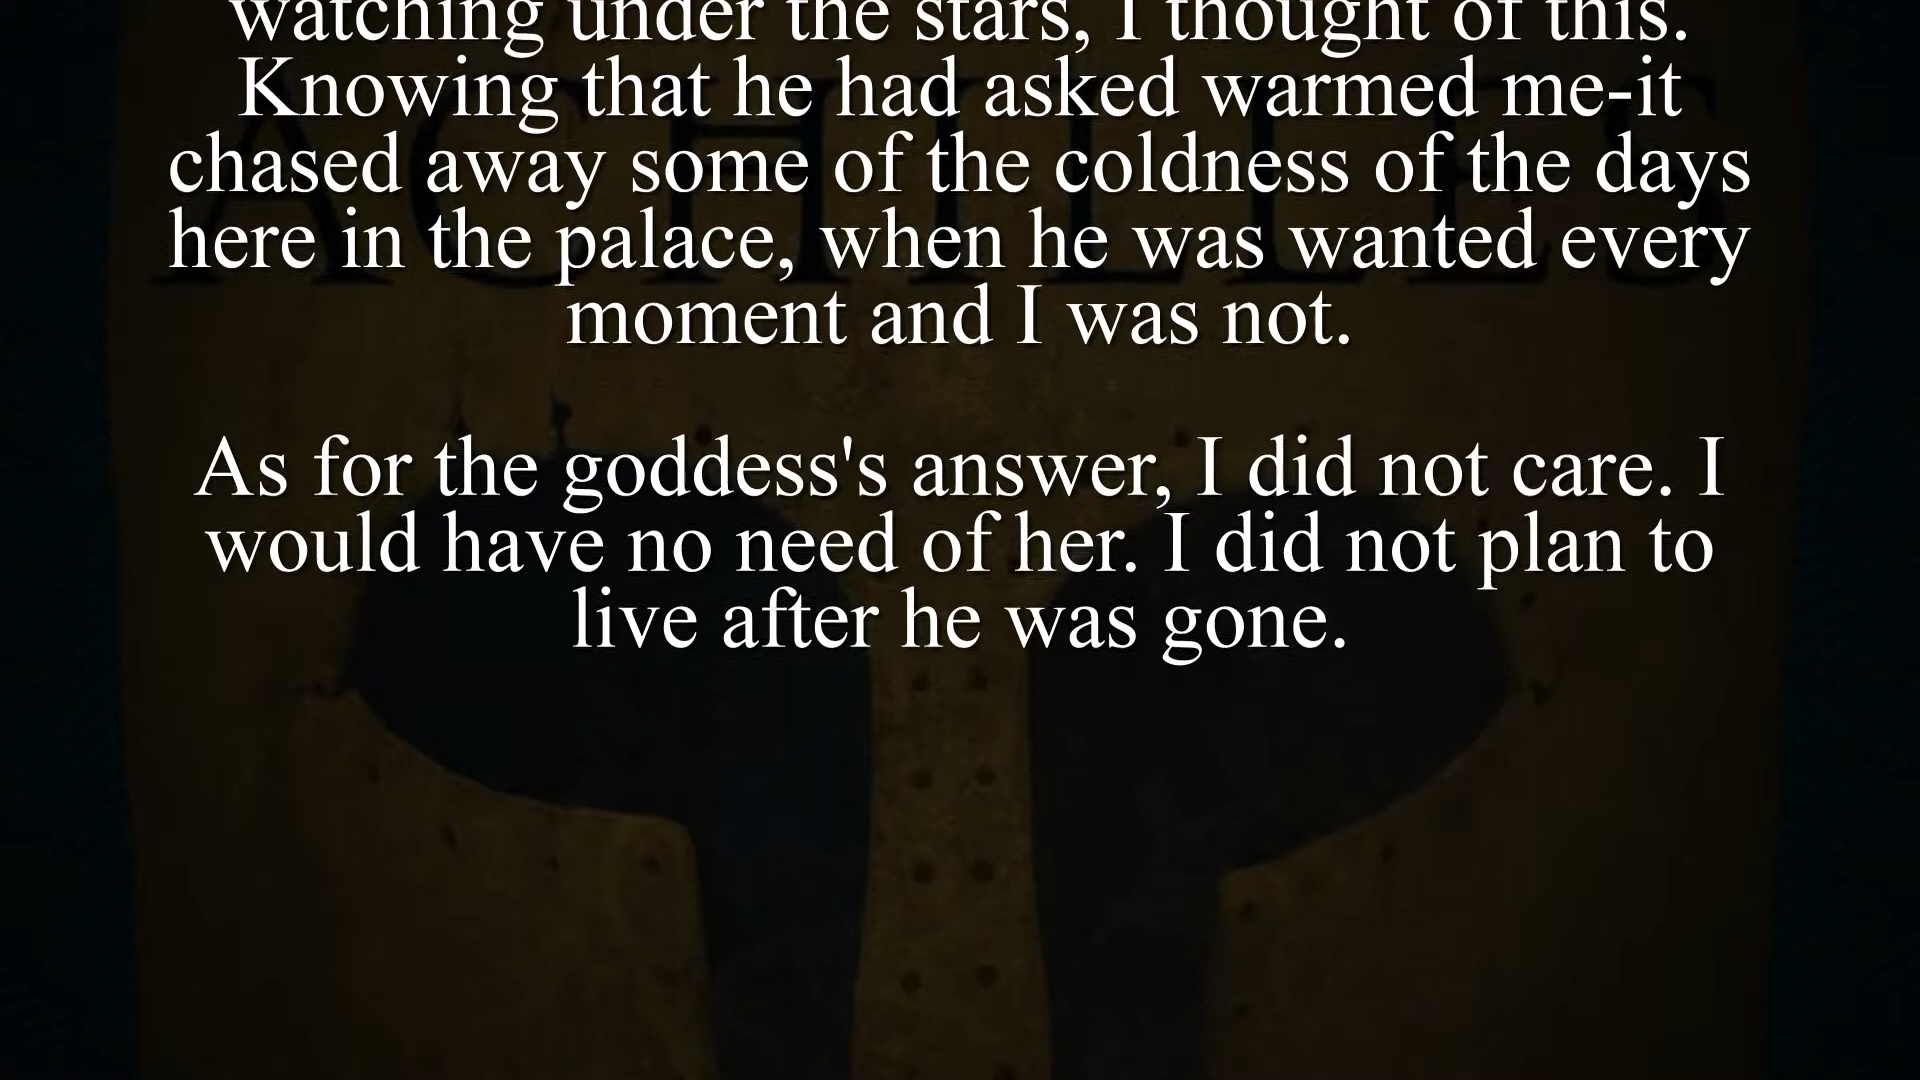 watching under the stars, I thought of this.
Knowing that he had asked warmed me-it
chased away some of the coldness of the days
here in the palace, when he was wanted every
moment and I was not.
As for the goddess's answer, I did not care. I
would have no need of her. I did not plan to
live after he was gone.
ACHILLES